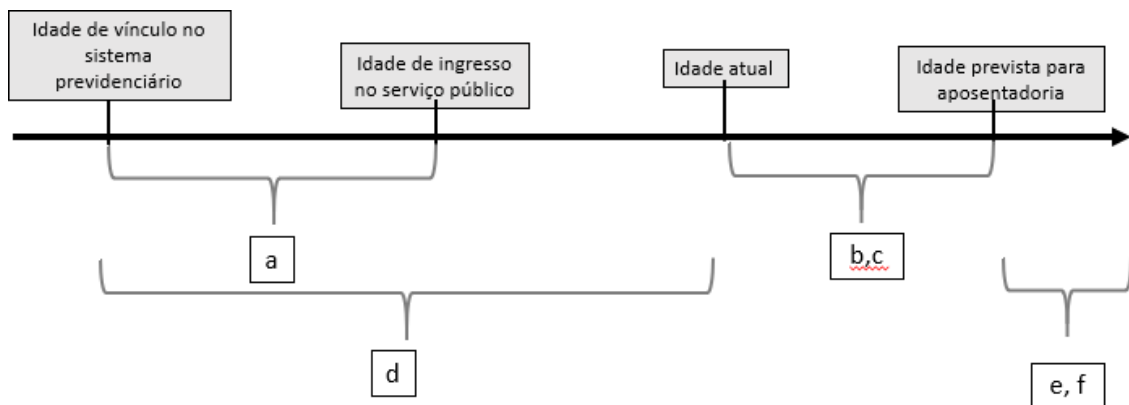 Idade de vínculo no
sistema
previdenciário
Idade de ingresso
no serviço público
Idade atual
Idade prevista para
aposentadoria
a
b,c
d
e, f